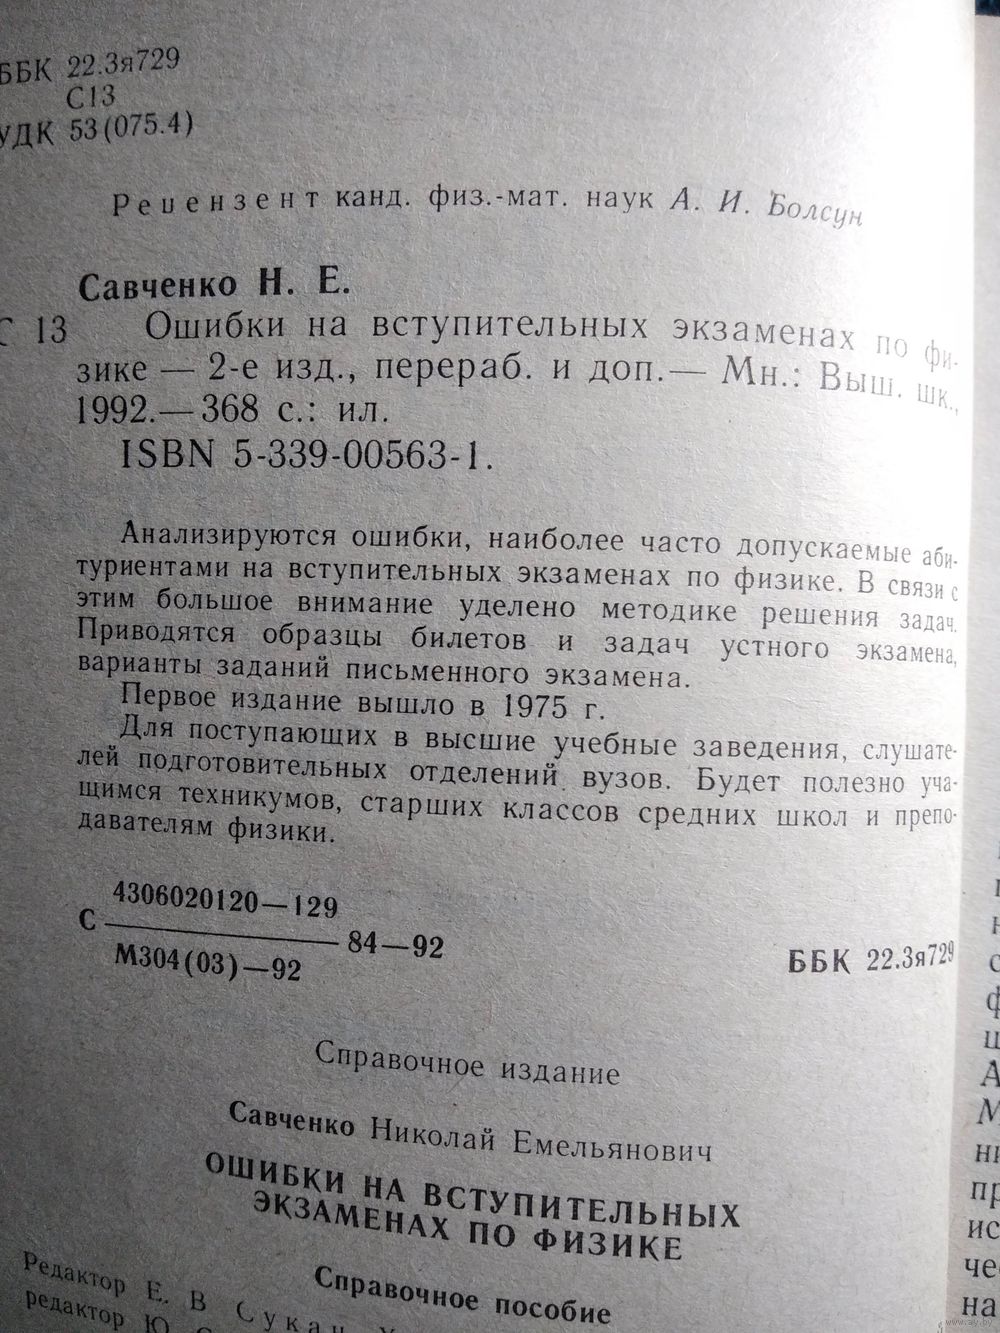 ББК 22.3я729
С13
УДК 53(075.4)
Рецензент канд. физ.-мат. наук А. И. Болсун
Савченко Н. Е.
С 13 Ошибки на вступительных экзаменах по фи-
зике — 2-е изд., перераб. и доп.— Мн.: Выш. шк.,
1992.— 368 с.: ил.
ISBN 5-339-00563-1.
Анализируются ошибки, наиболее часто допускаемые аби-
туриентами на вступительных экзаменах по физике. В связи с
этим большое внимание уделено методике решения задач.
Приводятся образцы билетов и задач устного экзамена,
варианты заданий письменного экзамена.
Первое издание вышло в 1975 г.
Для поступающих в высшие учебные заведения, слушате-
лей подготовительных отделений вузов. Будет полезно уча-
щимся техникумов, старших классов средних школ и препо-
давателям физики.
4306020120—129
С 84—92
М304(03)—92
ББК 22.3я729
Справочное издание
Савченко Николай Емельянович
ОШИБКИ НА ВСТУПИТЕЛЬНЫХ
ЭКЗАМЕНАХ ПО ФИЗИКЕ
Справочное пособие
Редактор Е. В Сукач
редактор Ю.
www.ay.by